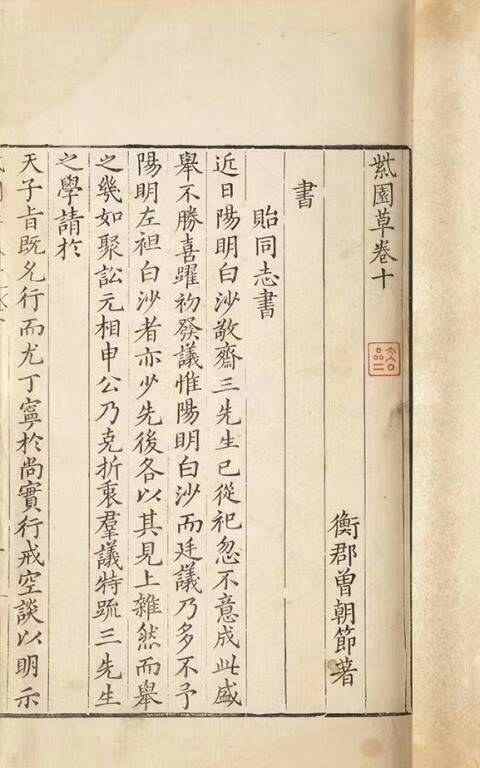 紫園草卷十
衡郡曾朝節著
書
貽同志書
近日陽明白沙敬齋三先生已從祀忽不意成此盛
舉不勝喜躍初發議惟陽明白沙而廷議乃多不予
陽明左袒白沙者亦少先後各以其見上雜然而舉
之幾如聚訟元相申公乃克折衷羣議特疏三先生
之學請於
天子旨既允行而尤丁寧於尚實行戒空談以明示